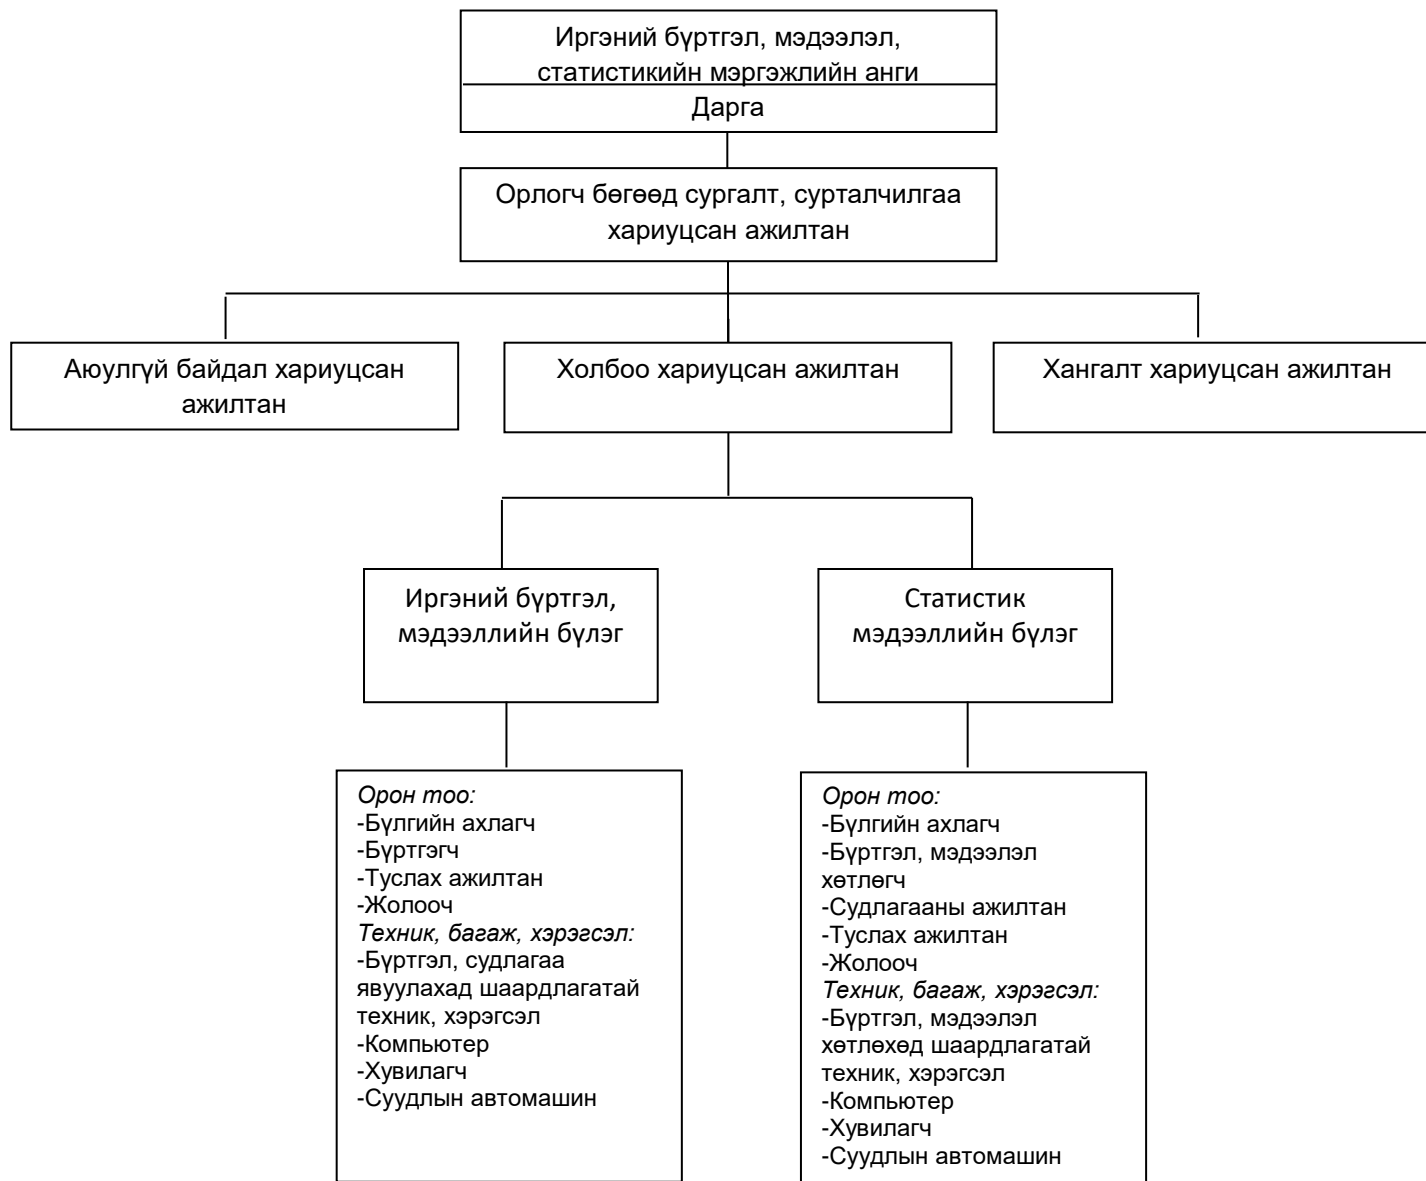 Иргэний бүртгэл, мэдээлэл,
статистикийн мэргэжлийн анги
Дарга
Орлогч бөгөөд сургалт, сурталчилгаа
хариуцсан ажилтан
Аюулгүй байдал хариуцсан
ажилтан
Холбоо хариуцсан ажилтан
Хангалт хариуцсан ажилтан
Иргэний бүртгэл,
мэдээллийн бүлэг
Статистик
мэдээллийн бүлэг
Орон тоо:
-Бүлгийн ахлагч
-Бүртгэгч
-Туслах ажилтан
-Жолооч
Техник, багаж, хэрэгсэл:
-Бүртгэл, судлагаа
явуулахад шаардлагатай
техник, хэрэгсэл
-Компьютер
-Хувилагч
-Суудлын автомашин
Орон тоо:
-Бүлгийн ахлагч
-Бүртгэл, мэдээлэл
хөтлөгч
-Судлагааны ажилтан
-Туслах ажилтан
-Жолооч
Техник, багаж, хэрэгсэл:
-Бүртгэл, мэдээлэл
хөтлөхөд шаардлагатай
техник, хэрэгсэл
-Компьютер
-Хувилагч
-Суудлын автомашин